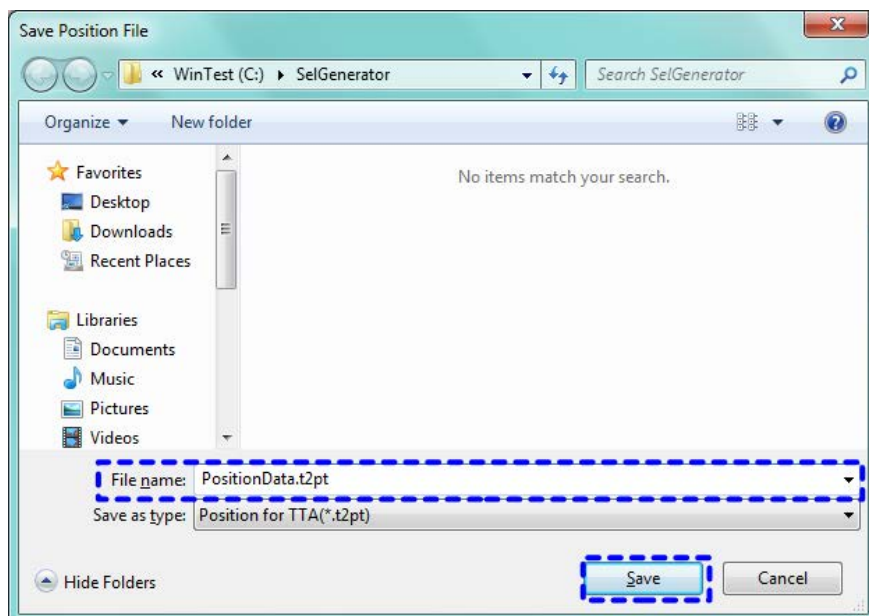 Save Position File
« WinTest (C:) ▸ SelGenerator
Search SelGenerator
Organize ▾ New folder
Favorites
Desktop
Downloads
Recent Places
Libraries
Documents
Music
Pictures
Videos
No items match your search.
File name: PositionData.t2pt
Save as type: Position for TTA(*.t2pt)
Hide Folders
Save
Cancel